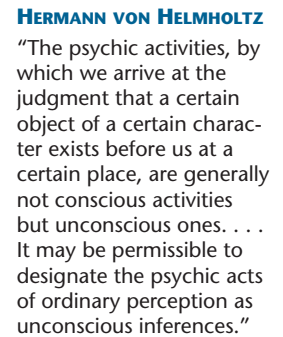 HERMANN VON HELMHOLTZ
“The psychic activities, by
which we arrive at the
judgment that a certain
object of a certain charac-
ter exists before us at a
certain place, are generally
not conscious activities
but unconscious ones. . . .
It may be permissible to
designate the psychic acts
of ordinary perception as
unconscious inferences.”